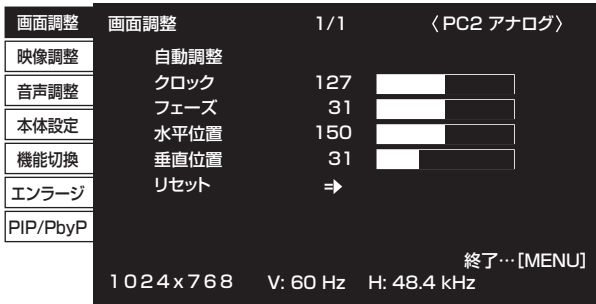 画面調整
映像調整
音声調整
本体設定
機能切換
エンラージ
PIP/PbyP
画面調整 1/1 〈PC2 アナログ〉
自動調整
クロック 127
フェーズ 31
水平位置 150
垂直位置 31
リセット ⇒
終了…[MENU]
1024x768 V: 60 Hz H: 48.4 kHz